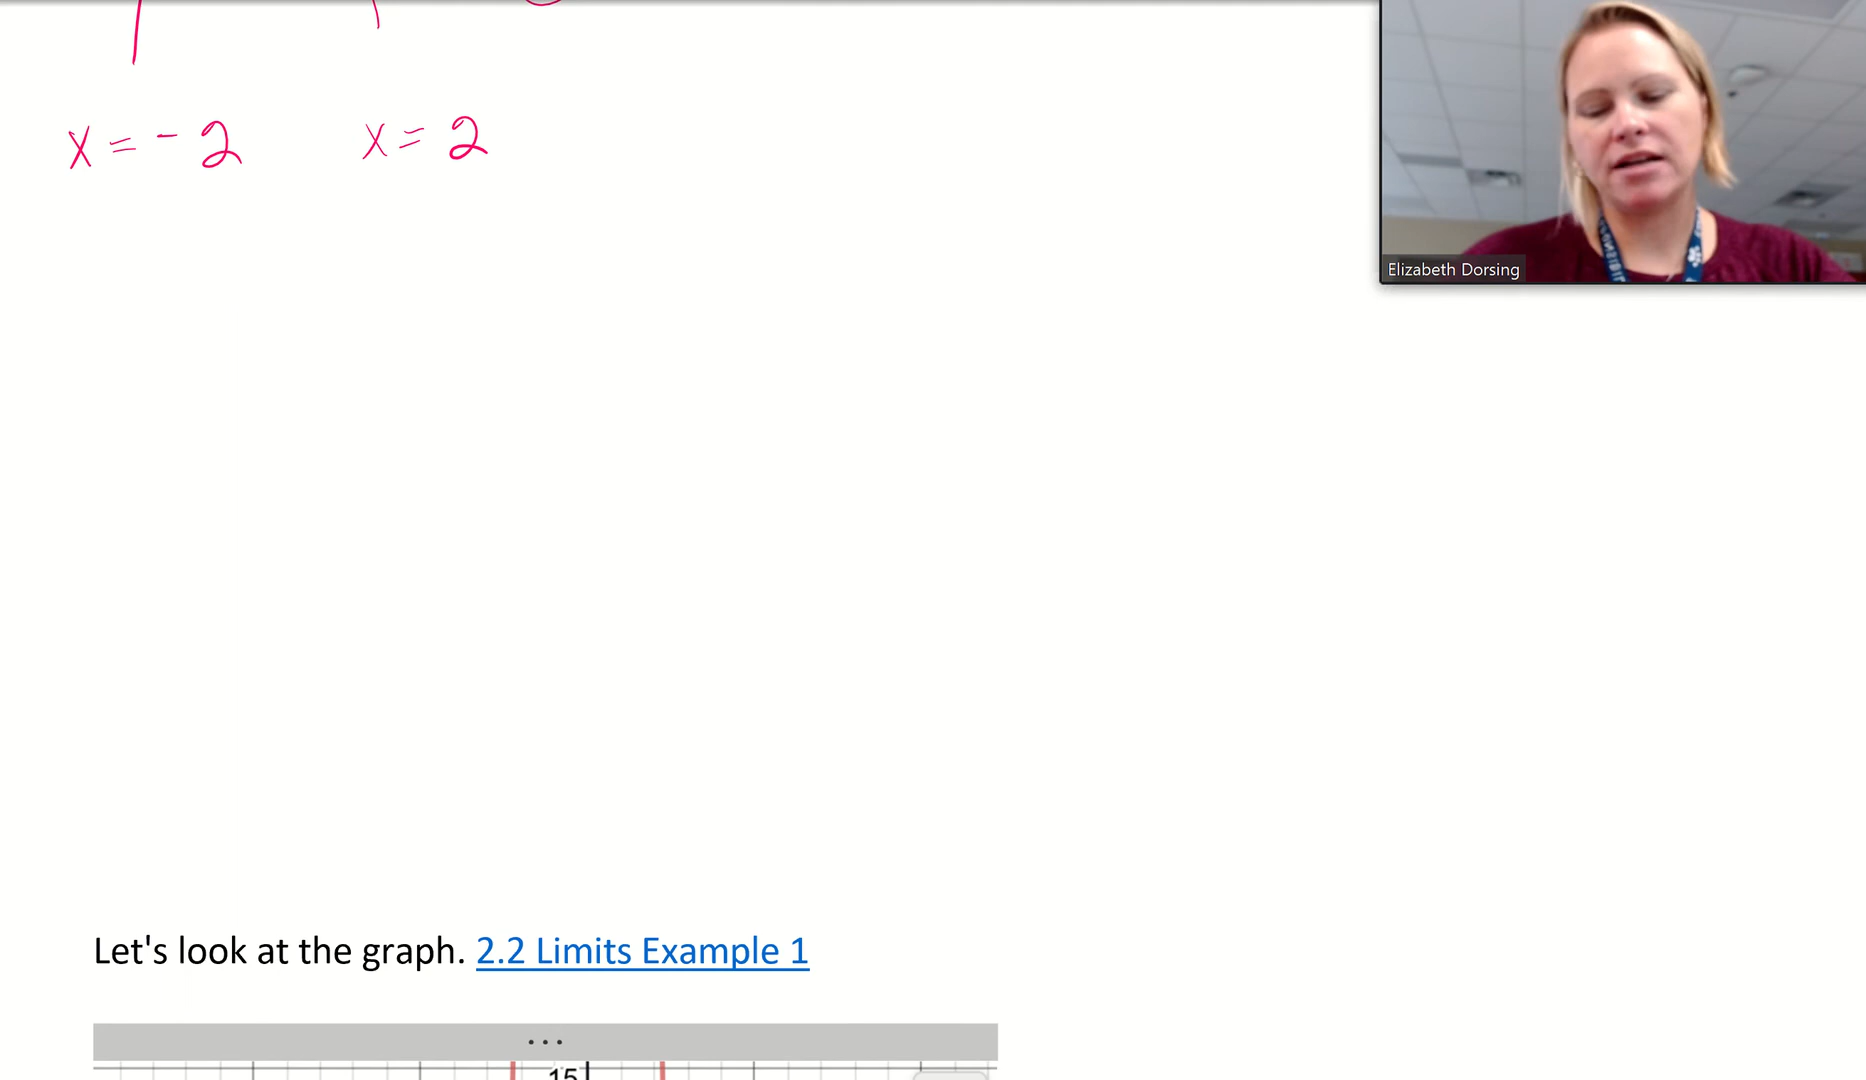 x = -2 x = 2
Elizabeth Dorsing
Let's look at the graph. 2.2 Limits Example 1
...
15